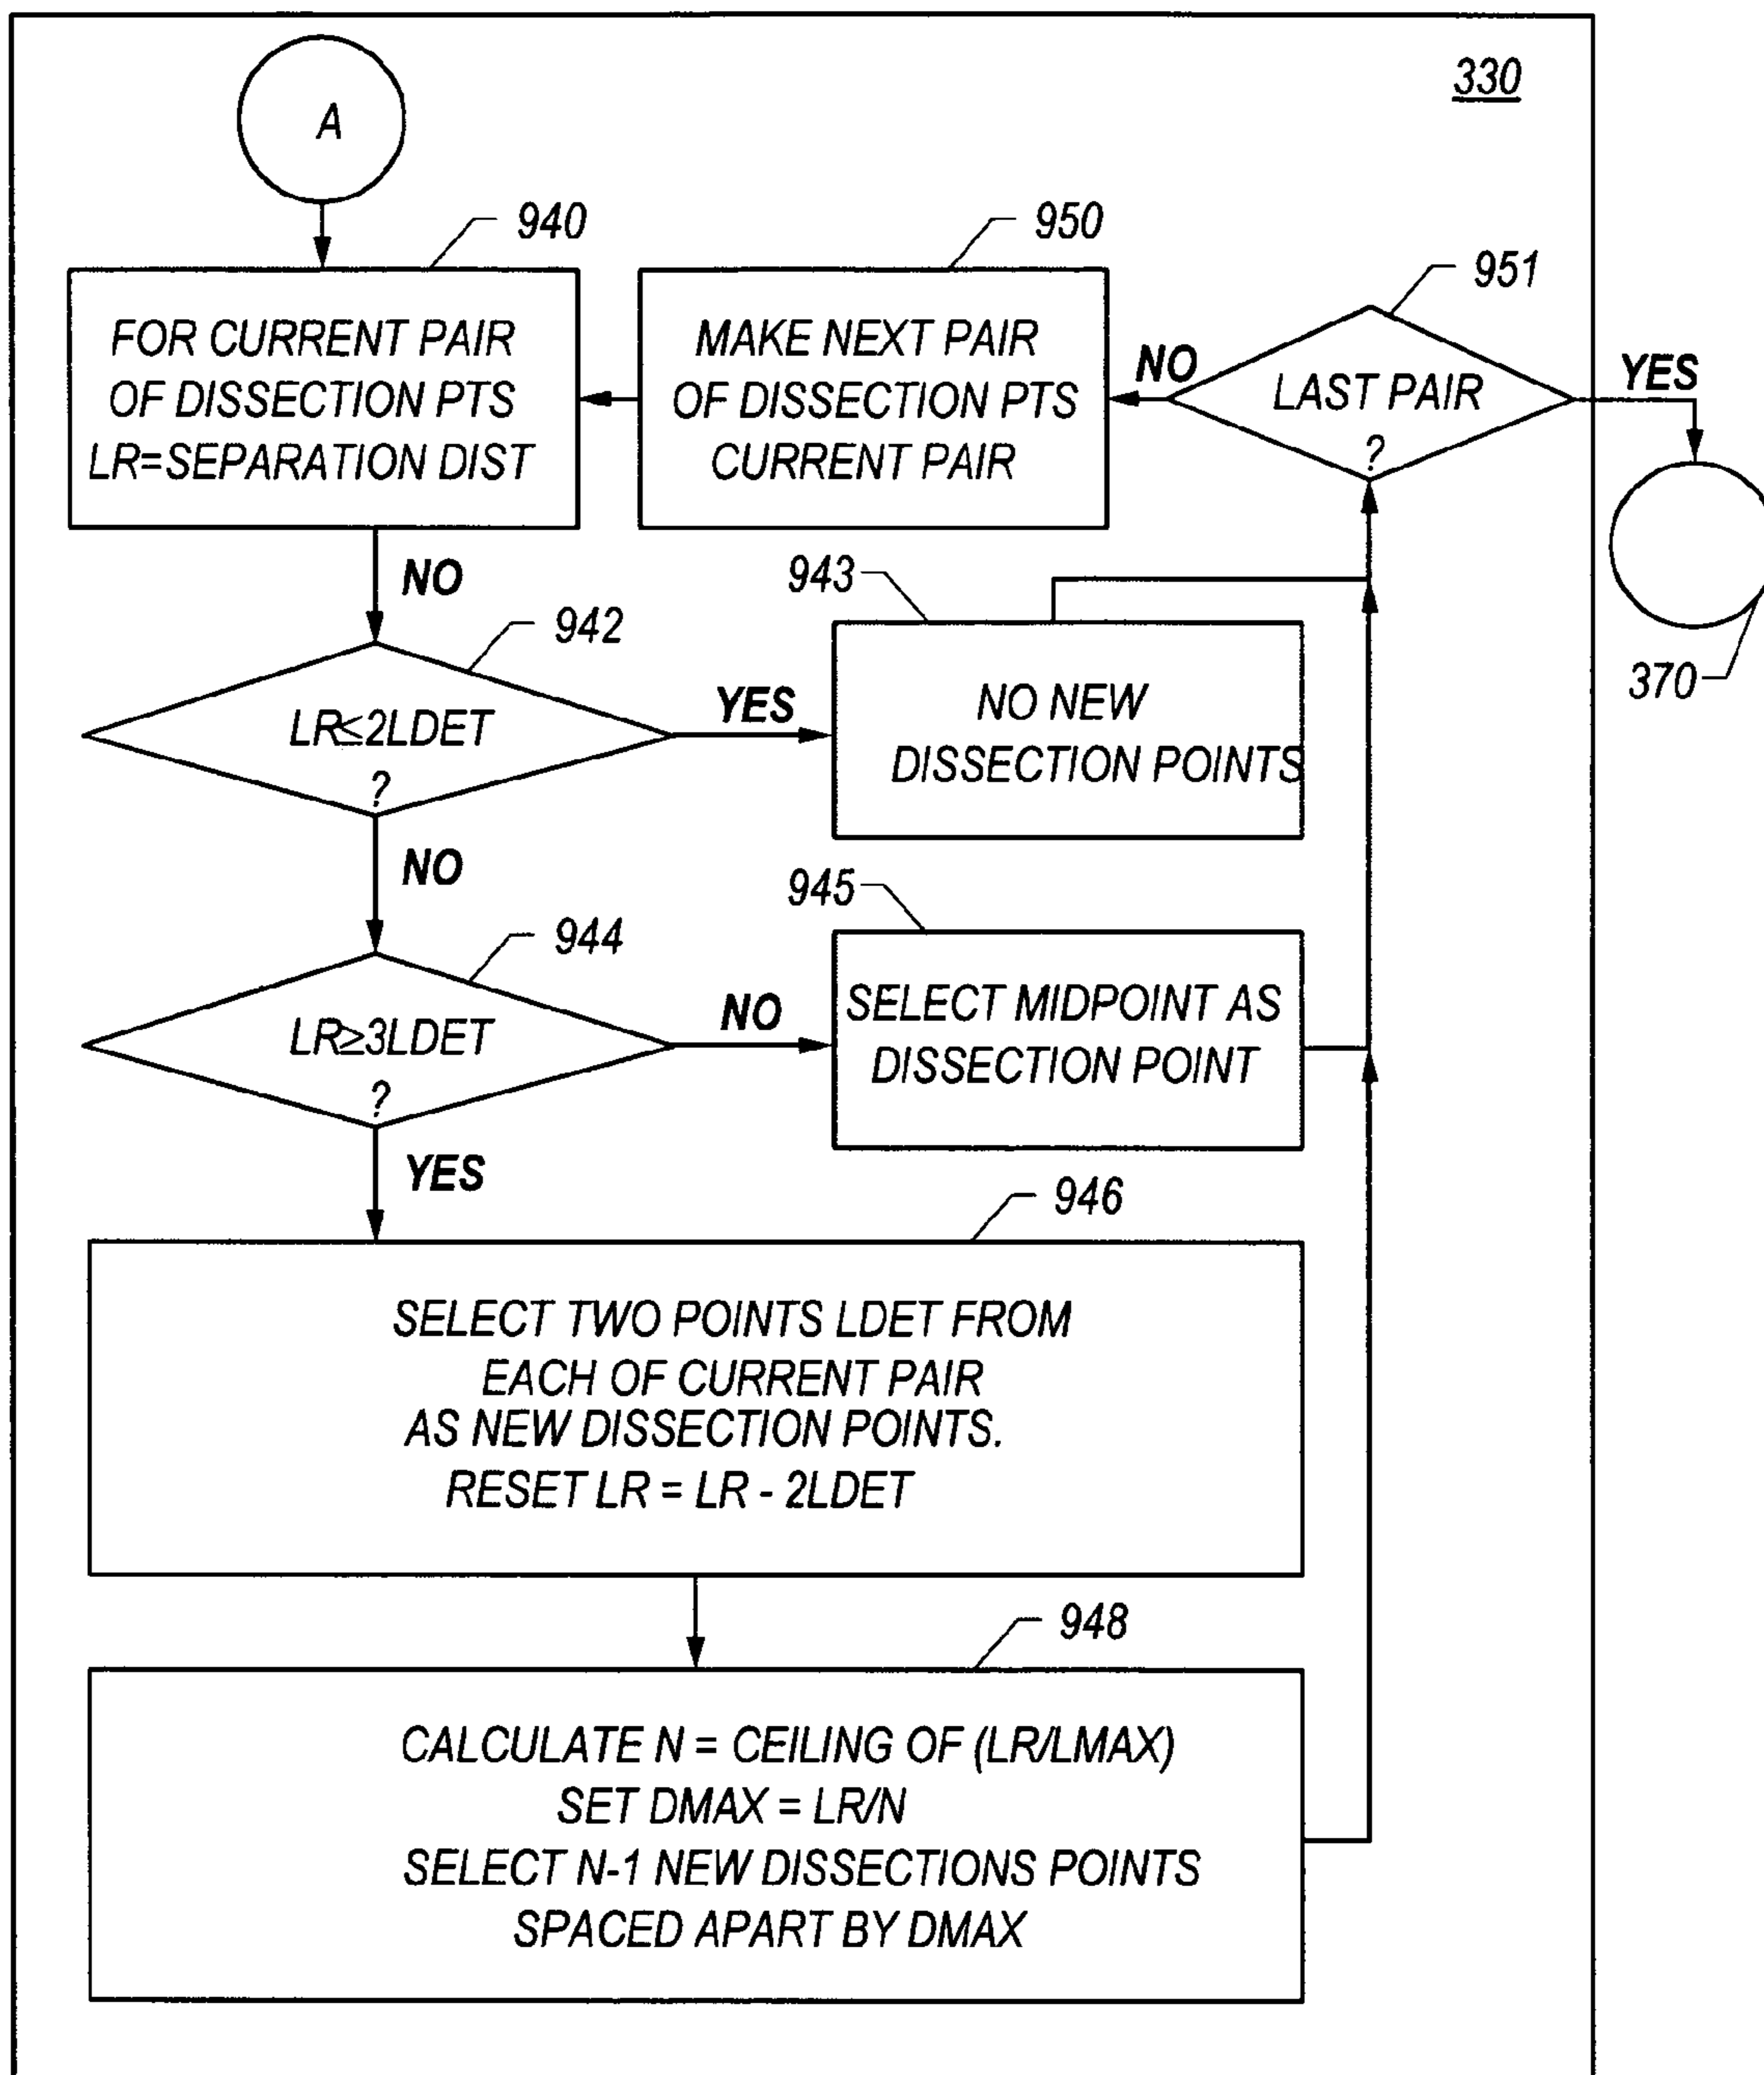 330
A
940
FOR CURRENT PAIR
OF DISSECTION PTS
LR=SEPARATION DIST
950
MAKE NEXT PAIR
OF DISSECTION PTS
CURRENT PAIR
951
LAST PAIR
?
NO
YES
370
NO
942
LR≤2LDET
?
YES
943
NO NEW
DISSECTION POINTS
NO
944
LR≥3LDET
?
NO
945
SELECT MIDPOINT AS
DISSECTION POINT
YES
946
SELECT TWO POINTS LDET FROM
EACH OF CURRENT PAIR
AS NEW DISSECTION POINTS.
RESET LR = LR - 2LDET
948
CALCULATE N = CEILING OF (LR/LMAX)
SET DMAX = LR/N
SELECT N-1 NEW DISSECTIONS POINTS
SPACED APART BY DMAX